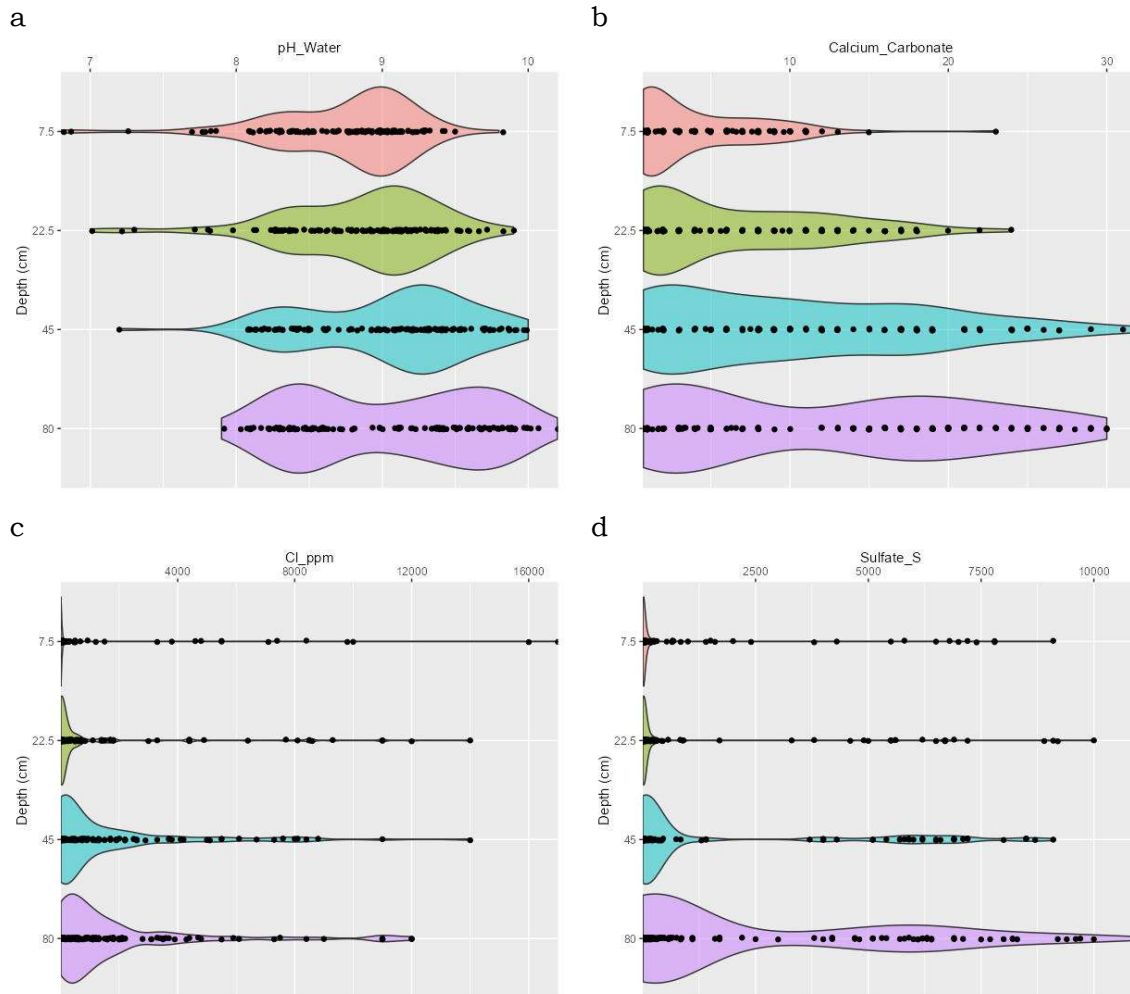 a
pH_Water
7 8 9 10
Depth (cm)
7.5
22.5
45
80
b
Calcium_Carbonate
10 20 30
Depth (cm)
7.5
22.5
45
80
c
Cl_ppm
4000 8000 12000 16000
Depth (cm)
7.5
22.5
45
80
d
Sulfate_S
2500 5000 7500 10000
Depth (cm)
7.5
22.5
45
80